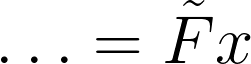 … = F̃x